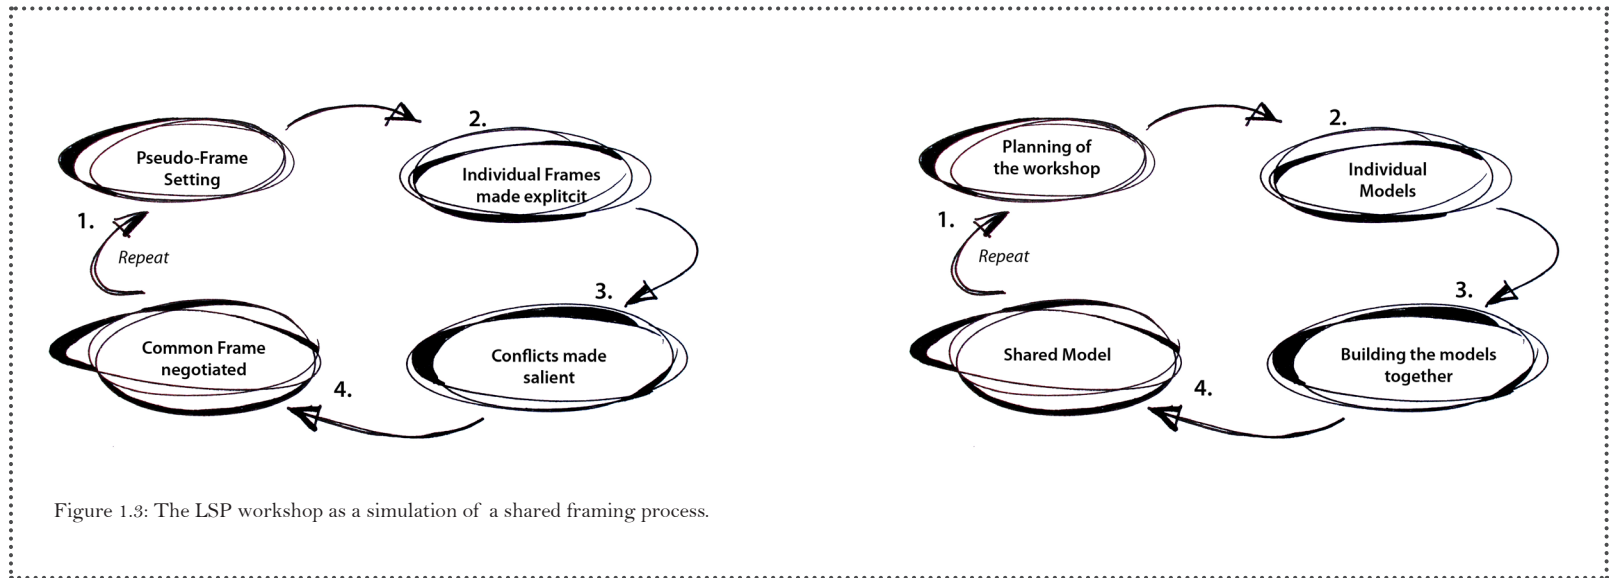 Pseudo-Frame
Setting
1.
2.
Individual Frames
made explitcit
3.
Conflicts made
salient
4.
Common Frame
negotiated
Repeat
Planning of
the workshop
1.
2.
Individual
Models
3.
Building the models
together
4.
Shared Model
Repeat
Figure 1.3: The LSP workshop as a simulation of a shared framing process.